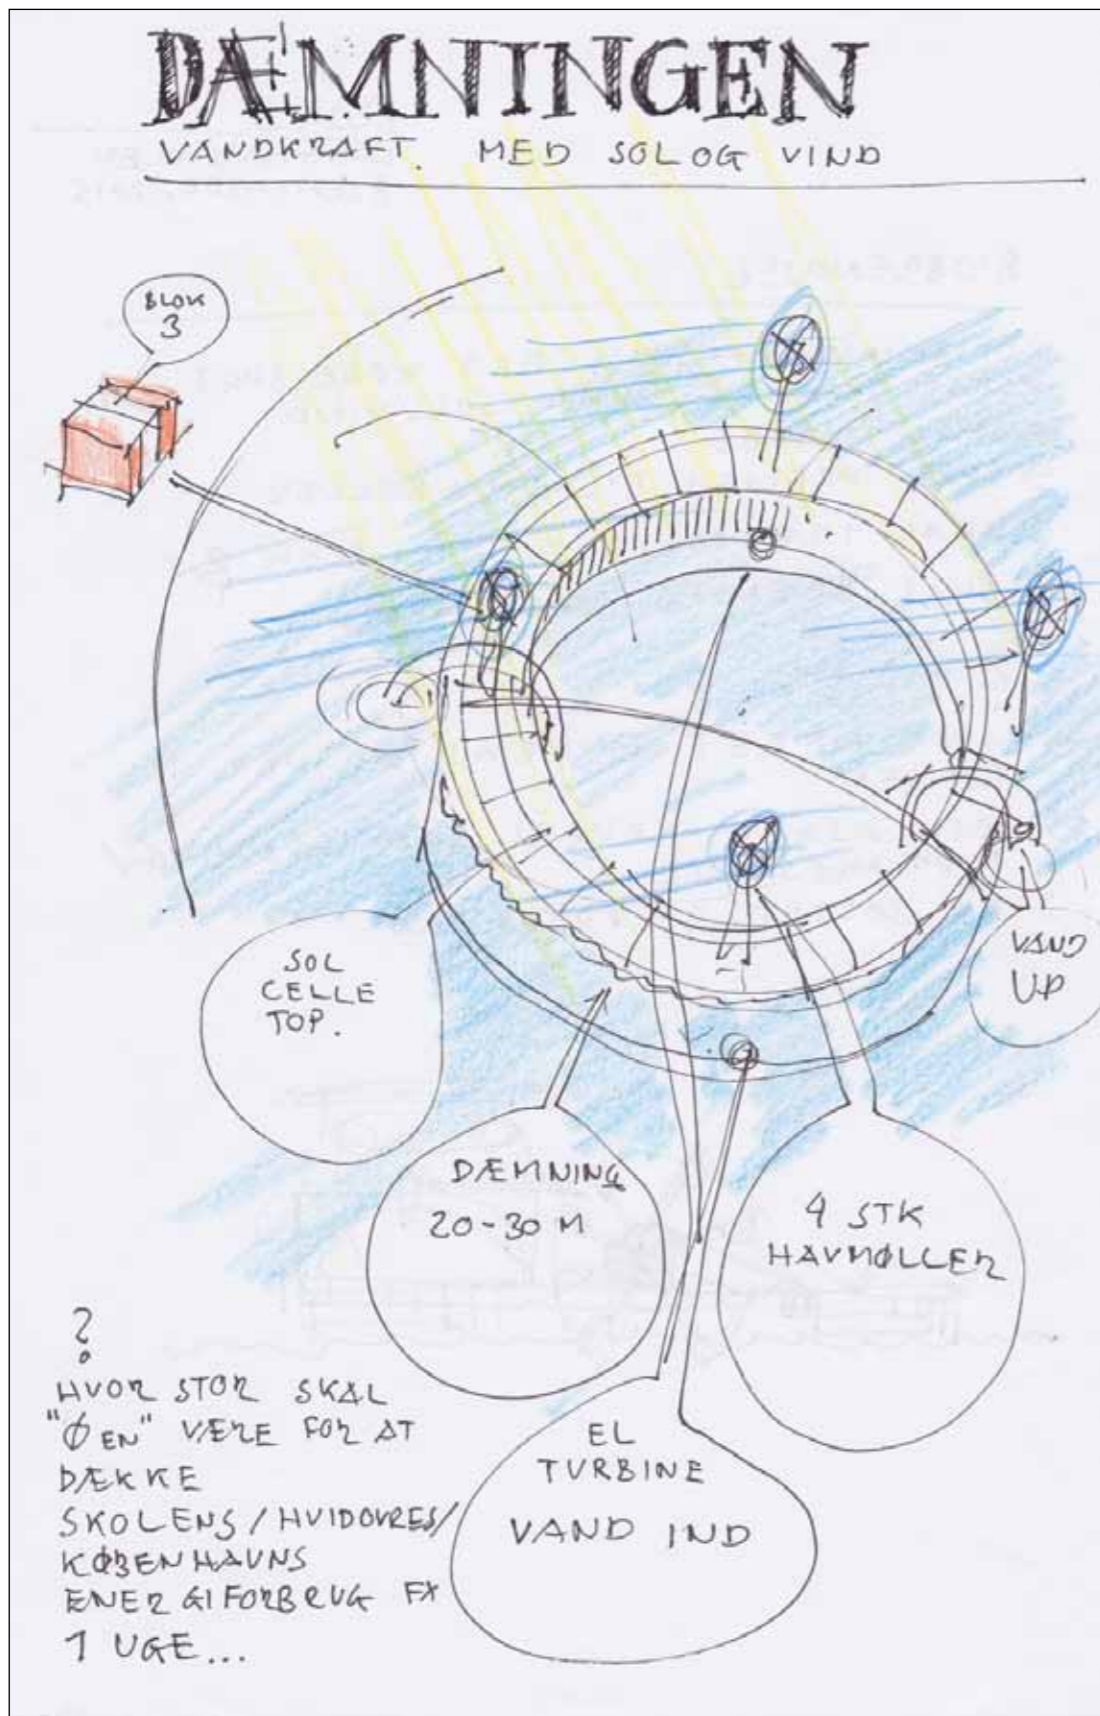 DÆMNINGEN
VANDKRAFT. MED SOL OG VIND
BLOK
3
SOL
CELLE
TOP.
VAND
UD
DÆMNING
20-30 M
4 STK
HAVMØLLER
EL
TURBINE
VAND IND
?
HVOR STOR SKAL
"ØEN" VÆRE FOR AT
DÆKKE
SKOLENS/HVIDOVRES/
KØBENHAVNS
ENERGIFORBRUG FX
1 UGE...